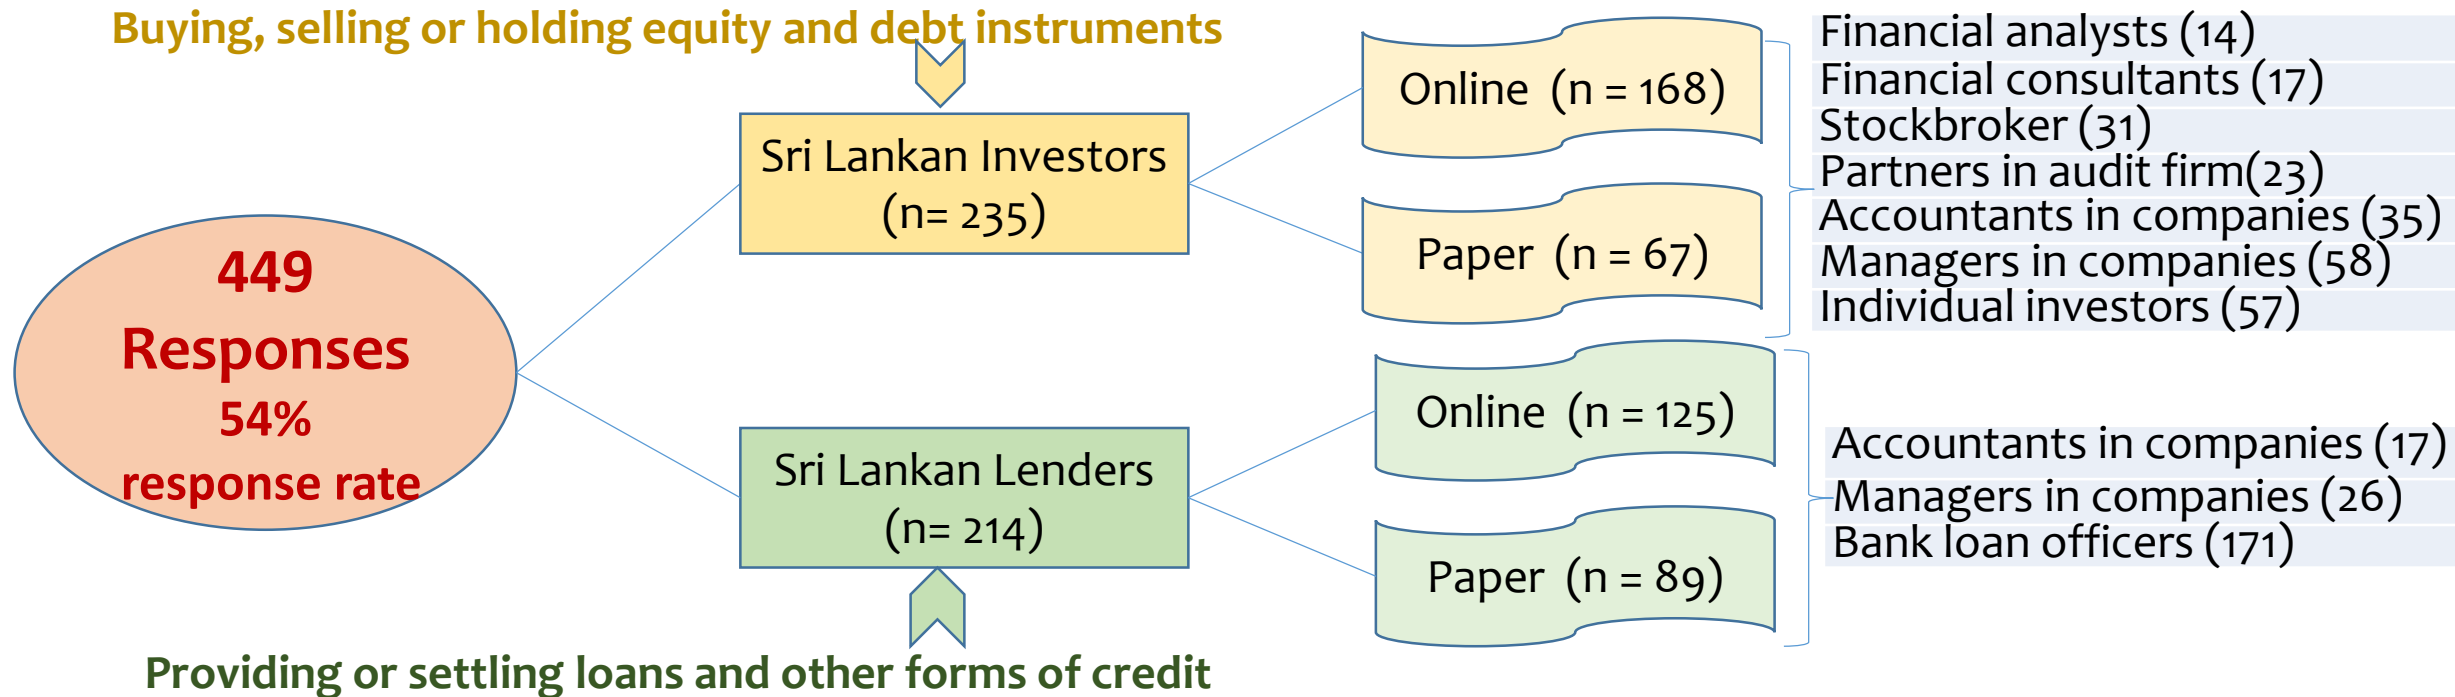 Buying, selling or holding equity and debt instruments
449
Responses
54%
response rate
Sri Lankan Investors
(n= 235)
Online (n = 168)
Paper (n = 67)
Financial analysts (14)
Financial consultants (17)
Stockbroker (31)
Partners in audit firm(23)
Accountants in companies (35)
Managers in companies (58)
Individual investors (57)
Sri Lankan Lenders
(n= 214)
Online (n = 125)
Paper (n = 89)
Accountants in companies (17)
Managers in companies (26)
Bank loan officers (171)
Providing or settling loans and other forms of credit